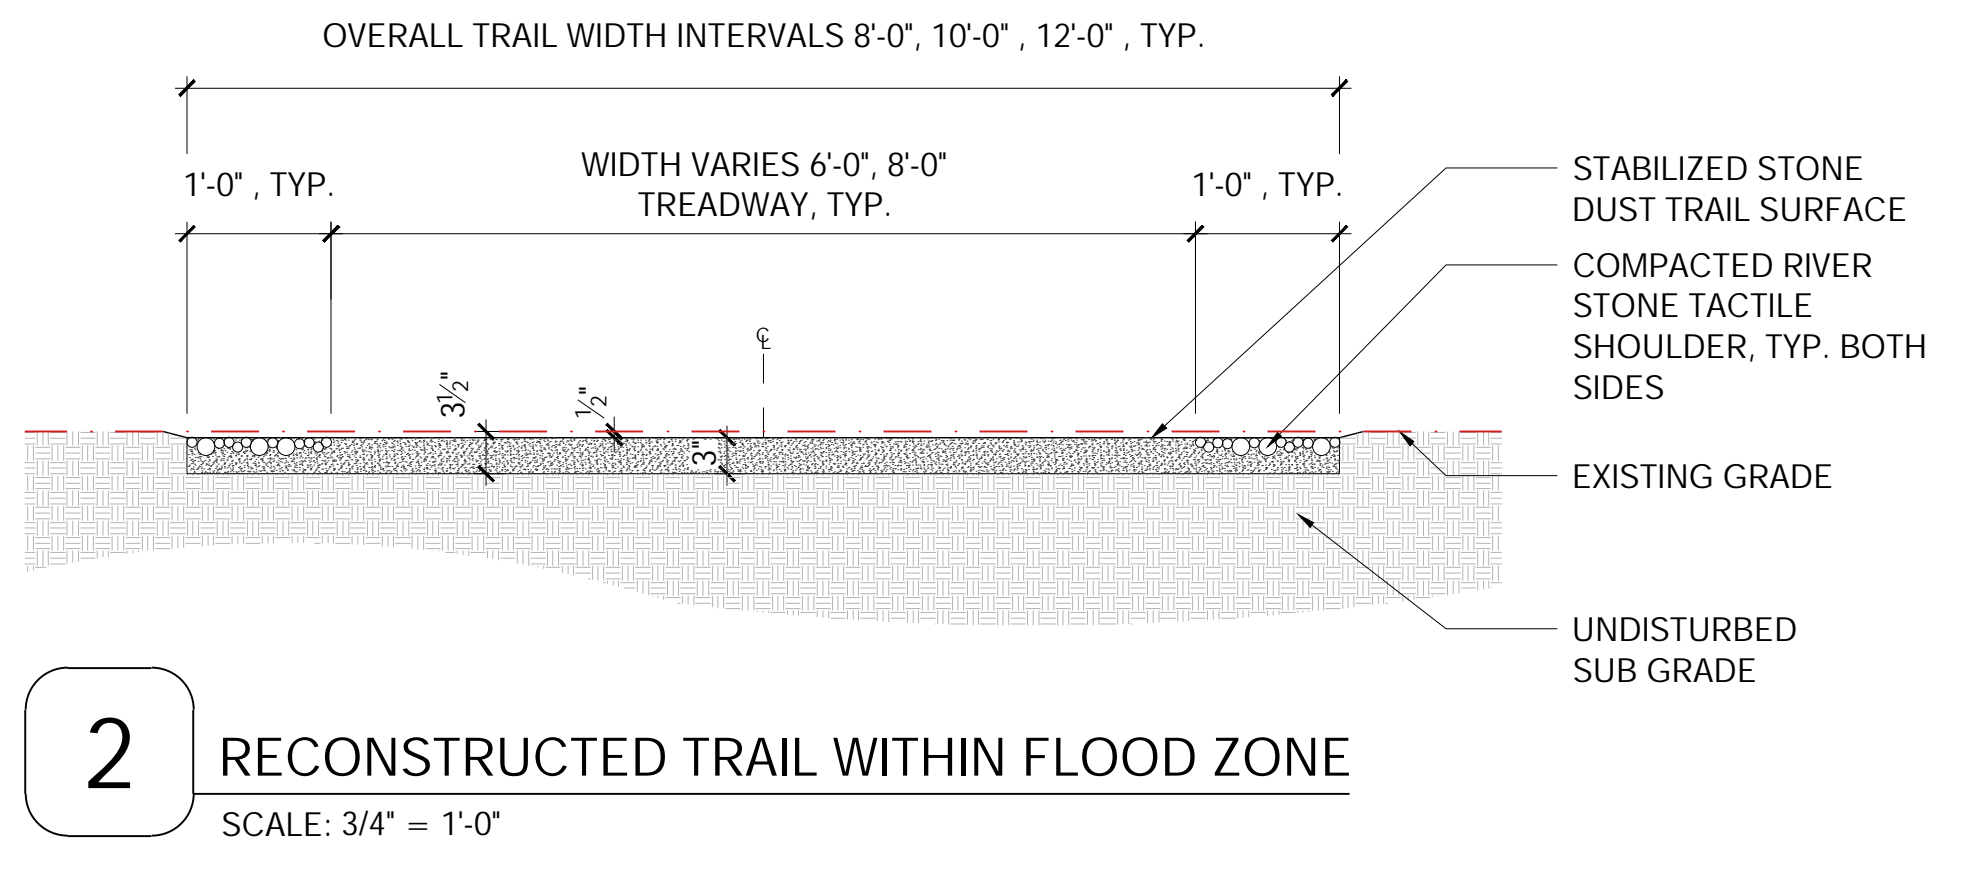 OVERALL TRAIL WIDTH INTERVALS 8'-0", 10'-0" , 12'-0" , TYP.
1'-0" , TYP.
WIDTH VARIES 6'-0", 8'-0"
TREADWAY, TYP.
1'-0" , TYP.
STABILIZED STONE
DUST TRAIL SURFACE
COMPACTED RIVER
STONE TACTILE
SHOULDER, TYP. BOTH
SIDES
℄
3½"
½"
3"
EXISTING GRADE
UNDISTURBED
SUB GRADE
2
RECONSTRUCTED TRAIL WITHIN FLOOD ZONE
SCALE: 3/4" = 1'-0"